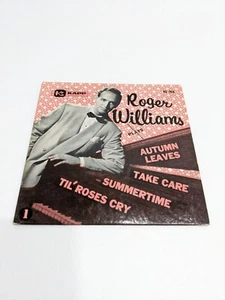 K KAPP
Roger
Williams
PLAYS
AUTUMN
LEAVES
TAKE CARE
SUMMERTIME
TIL' ROSES CRY
1